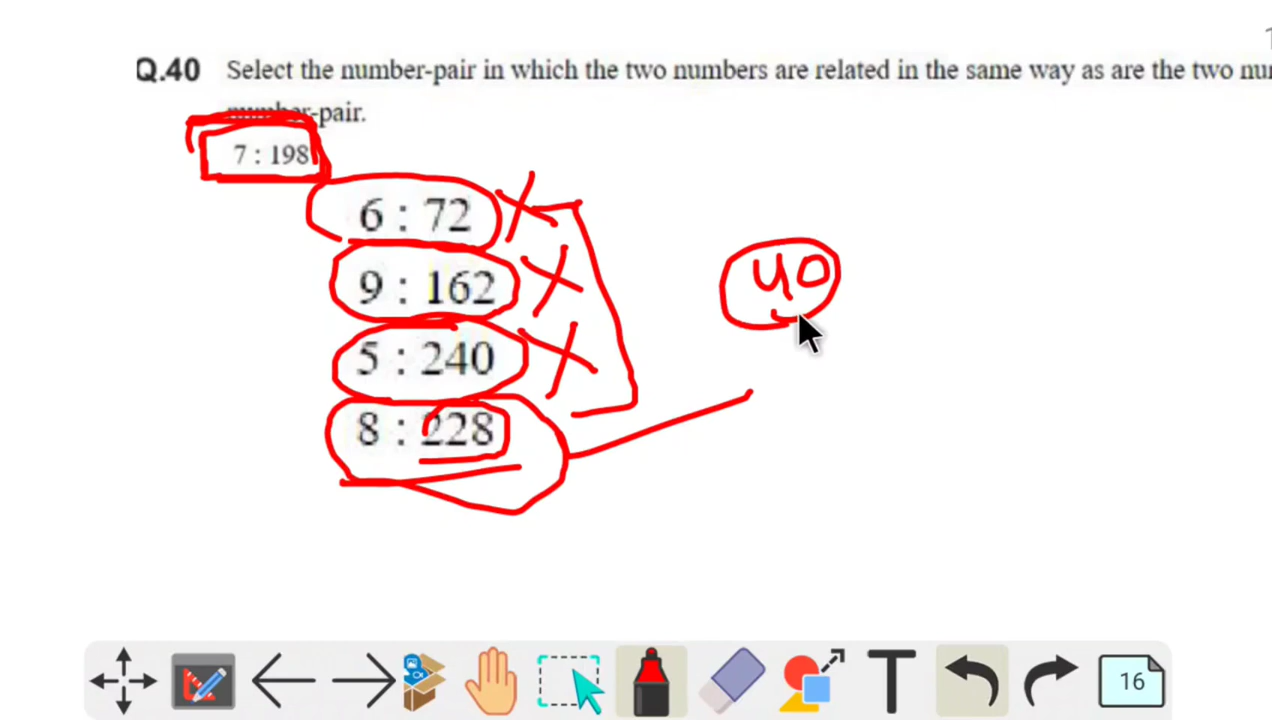 Q.40 Select the number-pair in which the two numbers are related in the same way as are the two
number-pair.
7 : 198
6 : 72
9 : 162
40
5 : 240
8 : 228
T
16